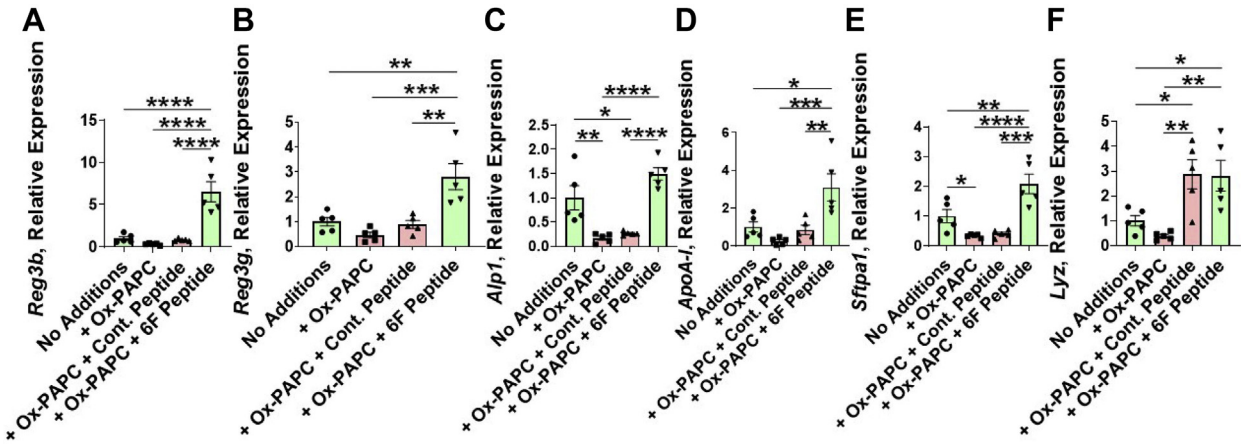 A
Reg3b, Relative Expression
15
10
5
0
****
****
****
No Additions
+ Ox-PAPC
+ Ox-PAPC + Cont. Peptide
+ Ox-PAPC + 6F Peptide
B
Reg3g, Relative Expression
5
4
3
2
1
0
**
***
**
No Additions
+ Ox-PAPC
+ Ox-PAPC + Cont. Peptide
+ Ox-PAPC + 6F Peptide
C
Alp1, Relative Expression
2.5
2.0
1.5
1.0
0.5
0.0
****
*
**
****
No Additions
+ Ox-PAPC
+ Ox-PAPC + Cont. Peptide
+ Ox-PAPC + 6F Peptide
D
ApoA-I, Relative Expression
6
4
2
0
*
***
**
No Additions
+ Ox-PAPC
+ Ox-PAPC + Cont. Peptide
+ Ox-PAPC + 6F Peptide
E
Sftpa1, Relative Expression
4
3
2
1
0
**
****
***
*
No Additions
+ Ox-PAPC
+ Ox-PAPC + Cont. Peptide
+ Ox-PAPC + 6F Peptide
F
Lyz, Relative Expression
5
4
3
2
1
0
*
**
*
**
No Additions
+ Ox-PAPC
+ Ox-PAPC + Cont. Peptide
+ Ox-PAPC + 6F Peptide